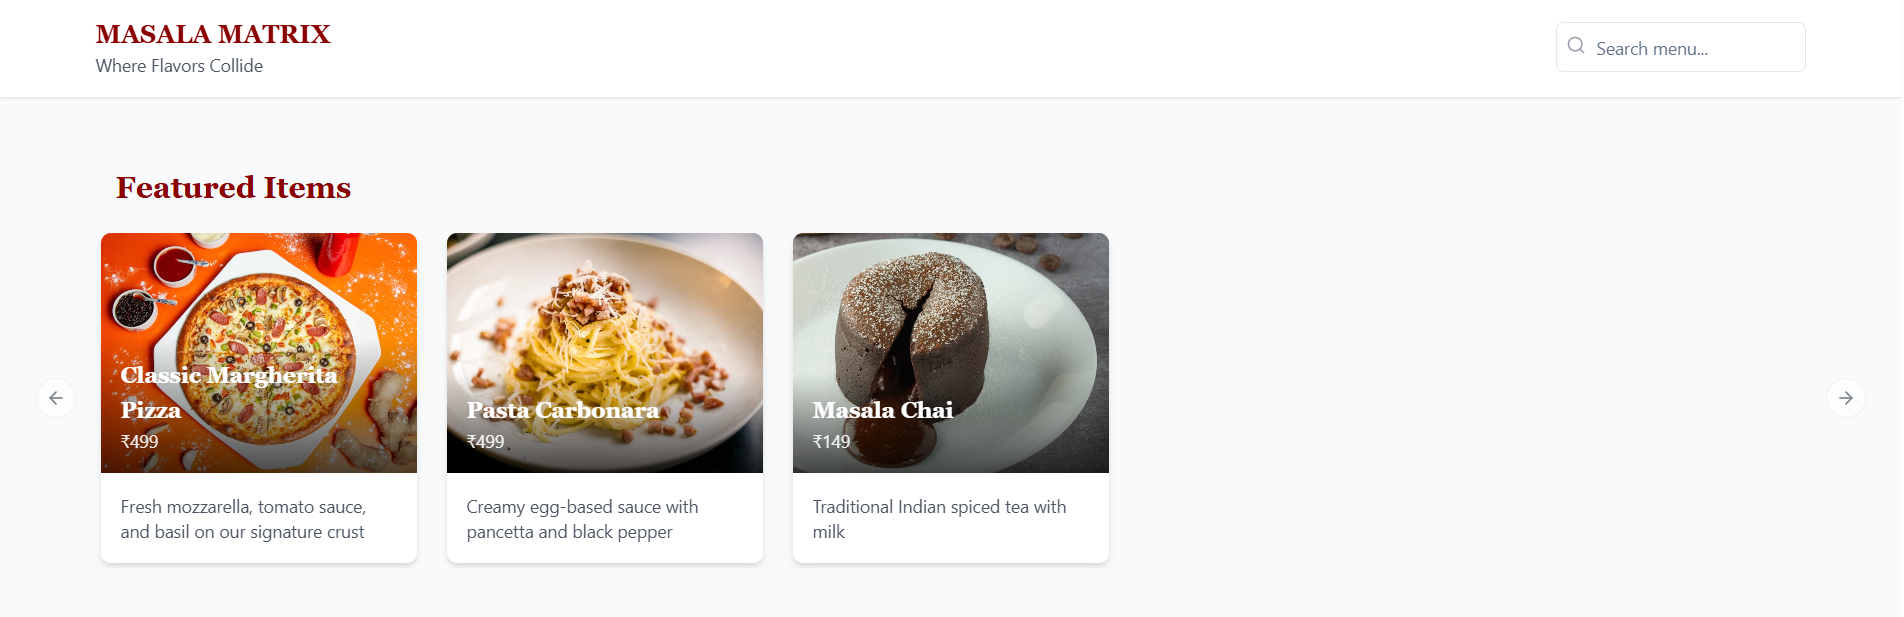 MASALA MATRIX
Where Flavors Collide
Search menu...
Featured Items
Classic Margherita
Pizza
₹499
Fresh mozzarella, tomato sauce,
and basil on our signature crust
Pasta Carbonara
₹499
Creamy egg-based sauce with
pancetta and black pepper
Masala Chai
₹149
Traditional Indian spiced tea with
milk